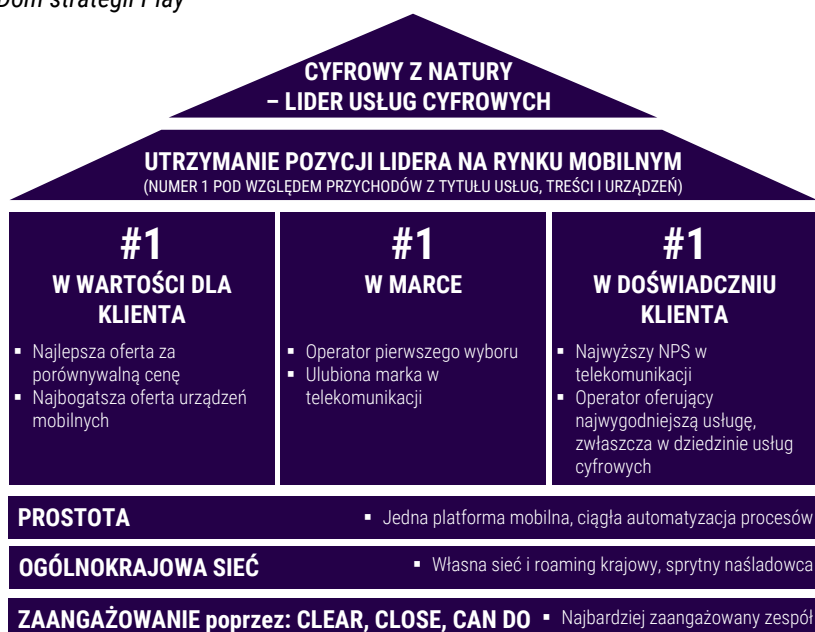 Dom strategii Play
CYFROWY Z NATURY
– LIDER USŁUG CYFROWYCH
UTRZYMANIE POZYCJI LIDERA NA RYNKU MOBILNYM
(NUMER 1 POD WZGLĘDEM PRZYCHODÓW Z TYTUŁU USŁUG, TREŚCI I URZĄDZEŃ)
#1
W WARTOŚCI DLA
KLIENTA
▪ Najlepsza oferta za
porównywalną cenę
▪ Najbogatsza oferta urządzeń
mobilnych
#1
W MARCE
▪ Operator pierwszego wyboru
▪ Ulubiona marka w
telekomunikacji
#1
W DOŚWIADCZNIU
KLIENTA
▪ Najwyższy NPS w
telekomunikacji
▪ Operator oferujący
najwygodniejszą usługę,
zwłaszcza w dziedzinie usług
cyfrowych
PROSTOTA ▪ Jedna platforma mobilna, ciągła automatyzacja procesów
OGÓLNOKRAJOWA SIEĆ ▪ Własna sieć i roaming krajowy, sprytny naśladowca
ZAANGAŻOWANIE poprzez: CLEAR, CLOSE, CAN DO ▪ Najbardziej zaangażowany zespół